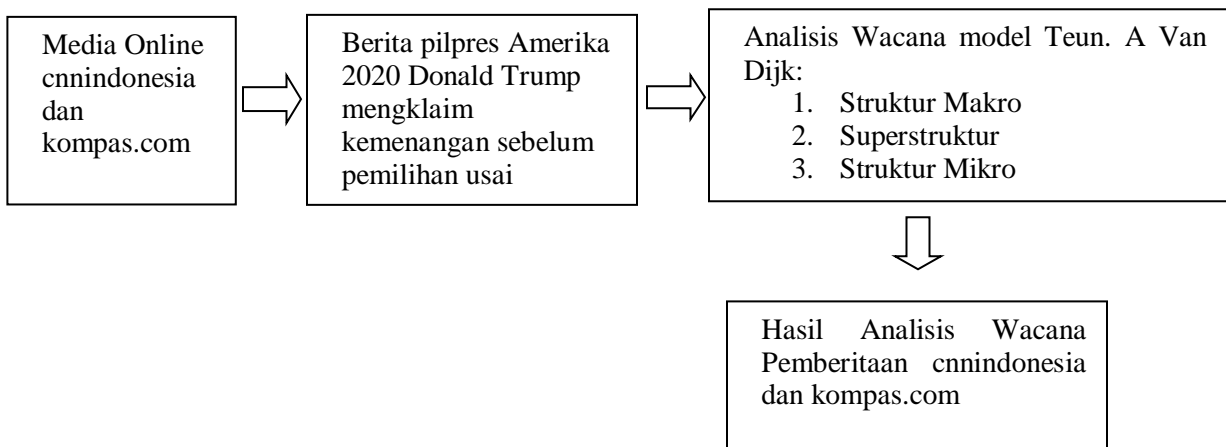 Media Online
cnnindonesia
dan
kompas.com
Berita pilpres Amerika
2020 Donald Trump
mengklaim
kemenangan sebelum
pemilihan usai
Analisis Wacana model Teun. A Van
Dijk:
1. Struktur Makro
2. Superstruktur
3. Struktur Mikro
Hasil Analisis Wacana
Pemberitaan cnnindonesia
dan kompas.com